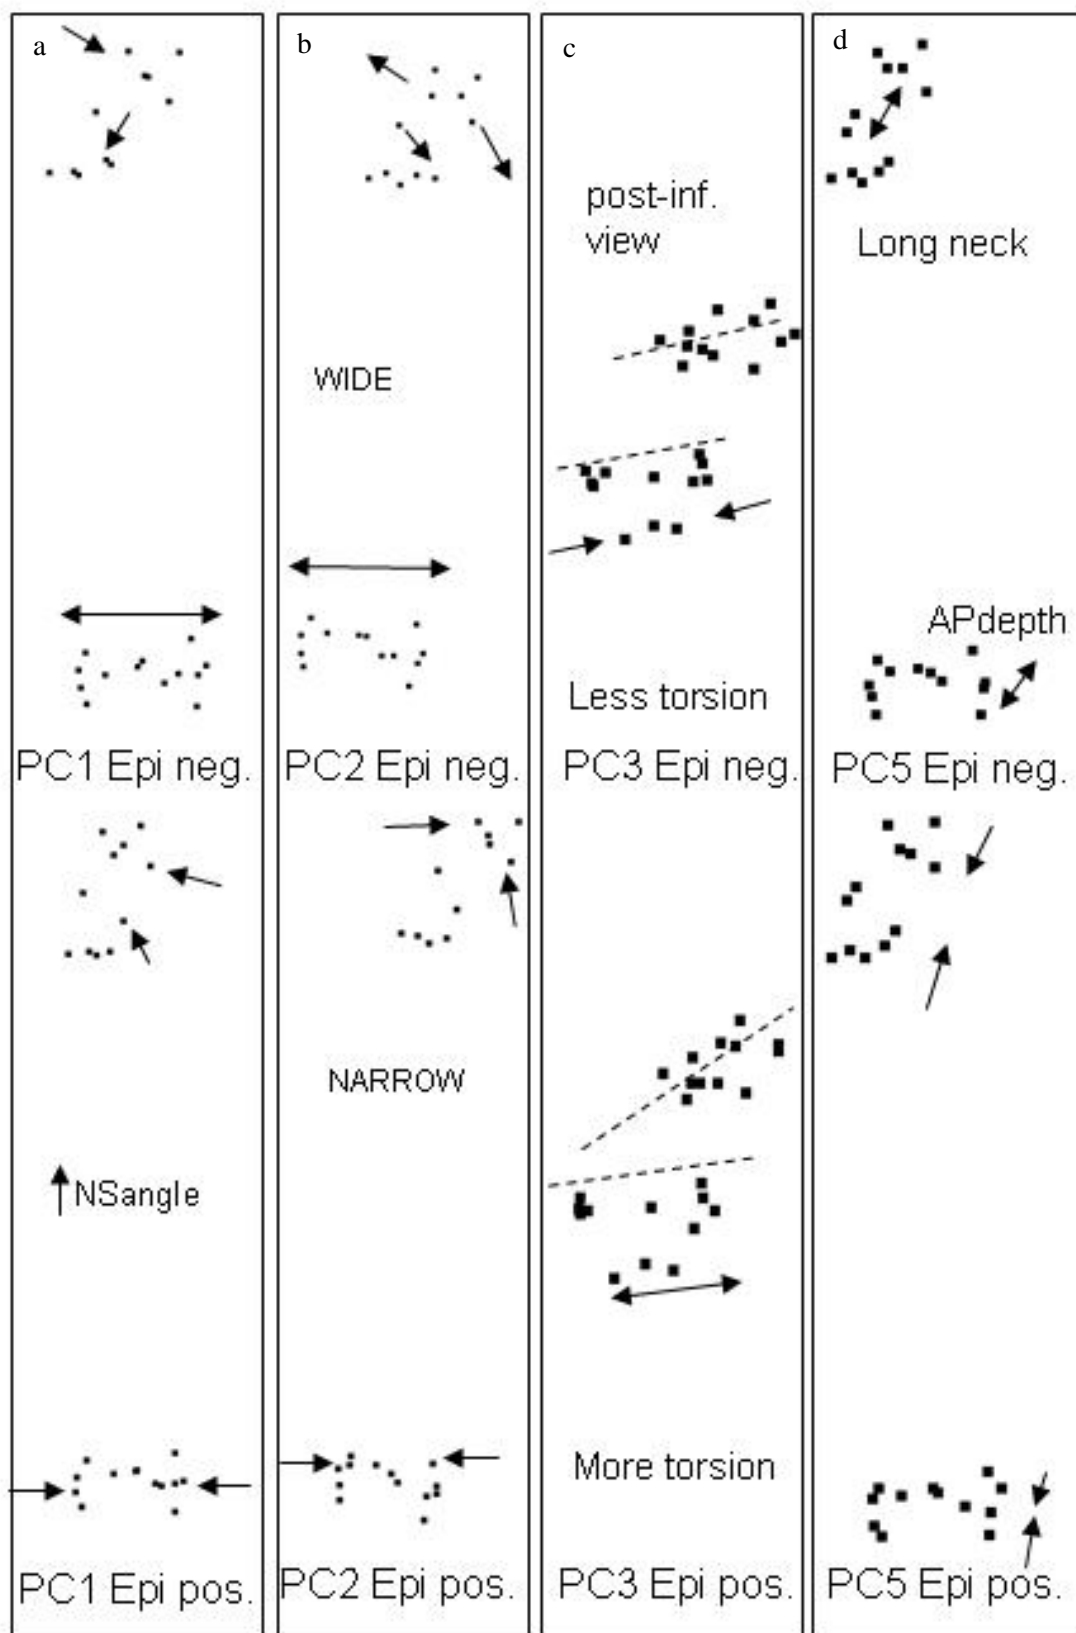 a
b
c
d
post-inf.
view
Long neck
WIDE
APdepth
Less torsion
PC1 Epi neg.
PC2 Epi neg.
PC3 Epi neg.
PC5 Epi neg.
NARROW
NSangle
More torsion
PC1 Epi pos.
PC2 Epi pos.
PC3 Epi pos.
PC5 Epi pos.